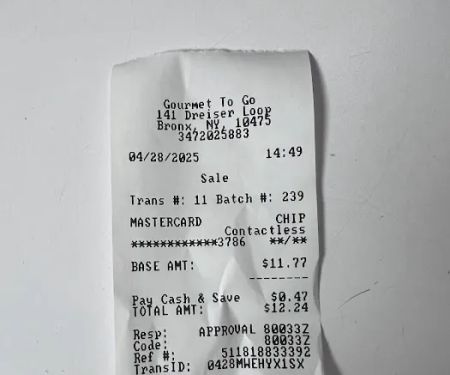 Gourmet To Go
141 Dreiser Loop
Bronx, NY, 10475
3472025883
04/28/2025 14:49
Sale
Trans #: 11 Batch #: 239
MASTERCARD CHIP
Contactless
************3786 **/**
BASE AMT: $11.77
--------
Pay Cash & Save $0.47
TOTAL AMT: $12.24
Resp: APPROVAL 80033Z
Code: 80033Z
Ref #: 511818833392
TransID: 0428MWEHYX1SX